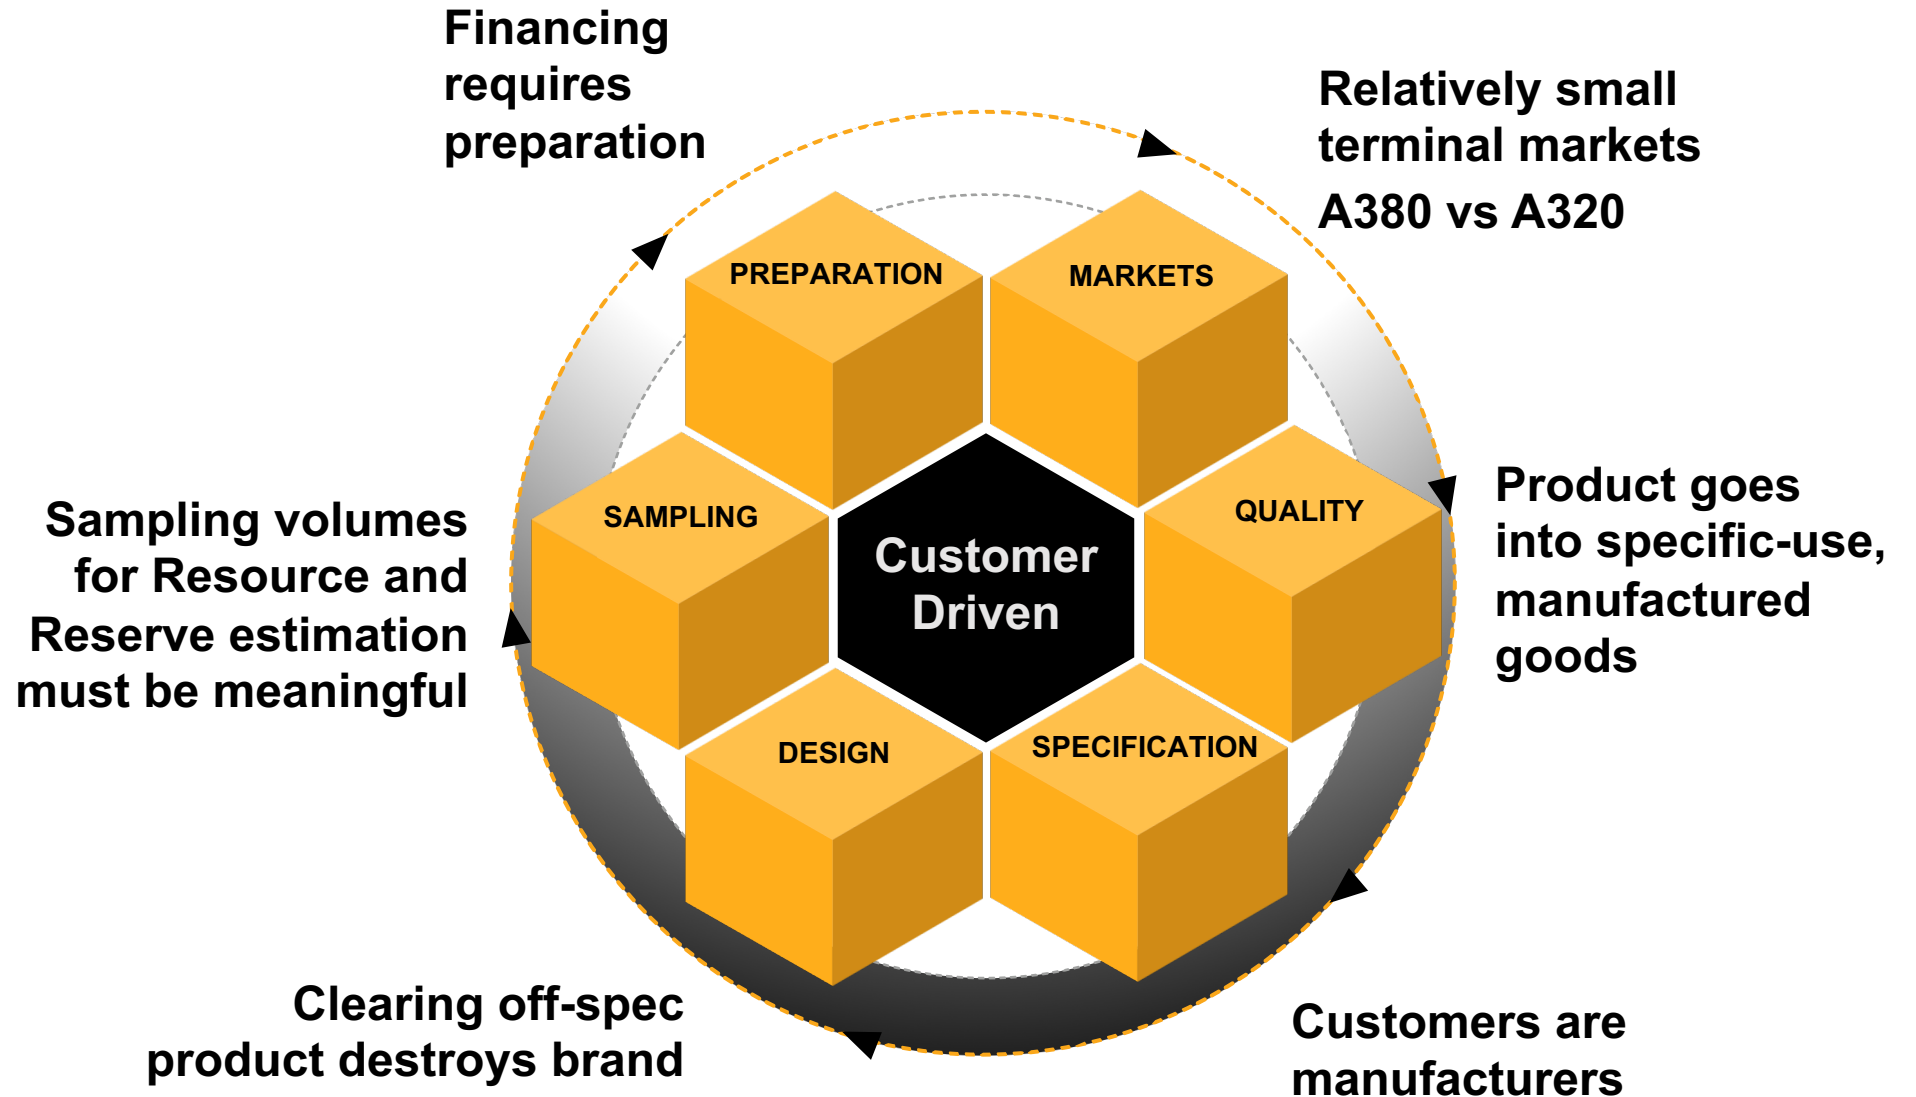 Financing
requires
preparation
Relatively small
terminal markets
A380 vs A320
PREPARATION
MARKETS
SAMPLING
QUALITY
Customer
Driven
DESIGN
SPECIFICATION
Sampling volumes
for Resource and
Reserve estimation
must be meaningful
Product goes
into specific-use,
manufactured
goods
Clearing off-spec
product destroys brand
Customers are
manufacturers